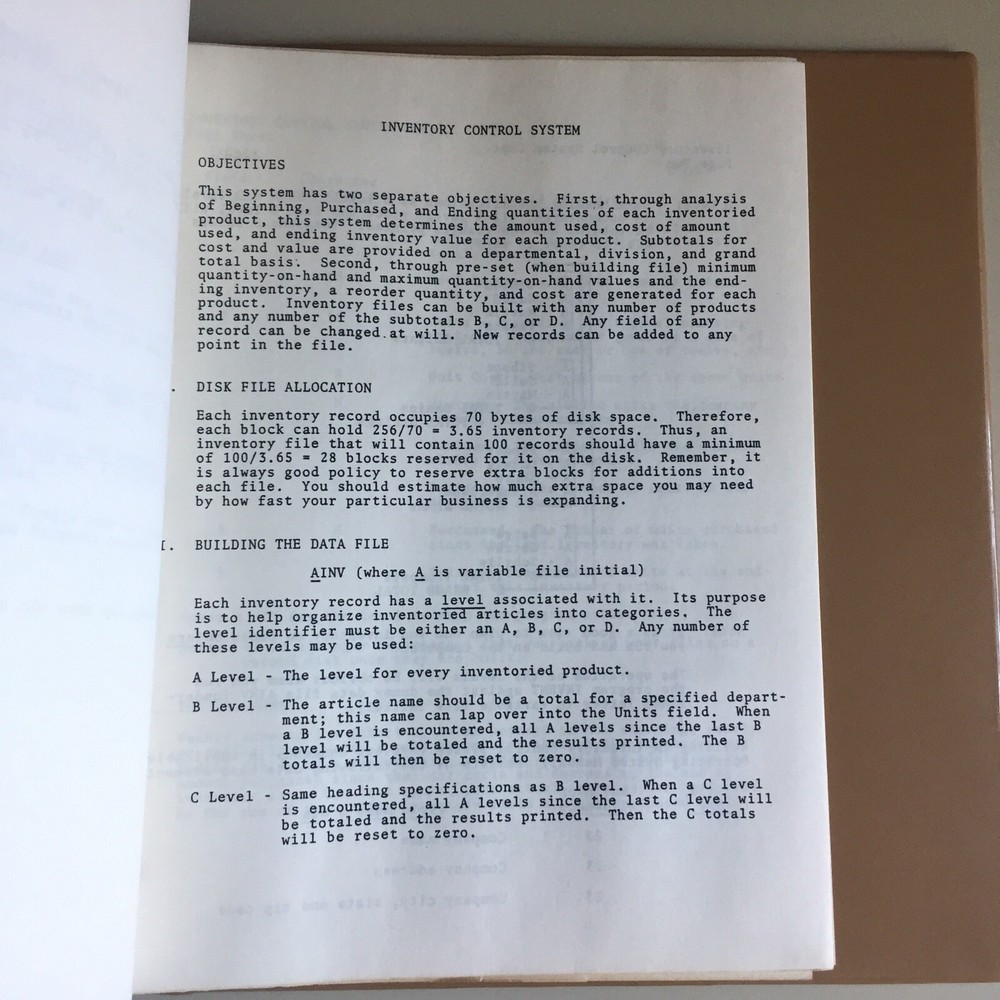 INVENTORY CONTROL SYSTEM
OBJECTIVES
This system has two separate objectives. First, through analysis
of Beginning, Purchased, and Ending quantities of each inventoried
product, this system determines the amount used, cost of amount
used, and ending inventory value for each product. Subtotals for
cost and value are provided on a departmental, division, and grand
total basis. Second, through pre-set (when building file) minimum
quantity-on-hand and maximum quantity-on-hand values and the end-
ing inventory, a reorder quantity, and cost are generated for each
product. Inventory files can be built with any number of products
and any number of the subtotals B, C, or D. Any field of any
record can be changed at will. New records can be added to any
point in the file.
. DISK FILE ALLOCATION
Each inventory record occupies 70 bytes of disk space. Therefore,
each block can hold 256/70 = 3.65 inventory records. Thus, an
inventory file that will contain 100 records should have a minimum
of 100/3.65 = 28 blocks reserved for it on the disk. Remember, it
is always good policy to reserve extra blocks for additions into
each file. You should estimate how much extra space you may need
by how fast your particular business is expanding.
I. BUILDING THE DATA FILE
AINV (where A is variable file initial)
Each inventory record has a level associated with it. Its purpose
is to help organize inventoried articles into categories. The
level identifier must be either an A, B, C, or D. Any number of
these levels may be used:
A Level - The level for every inventoried product.
B Level - The article name should be a total for a specified depart-
ment; this name can lap over into the Units field. When
a B level is encountered, all A levels since the last B
level will be totaled and the results printed. The B
totals will then be reset to zero.
C Level - Same heading specifications as B level. When a C level
is encountered, all A levels since the last C level will
be totaled and the results printed. Then the C totals
will be reset to zero.